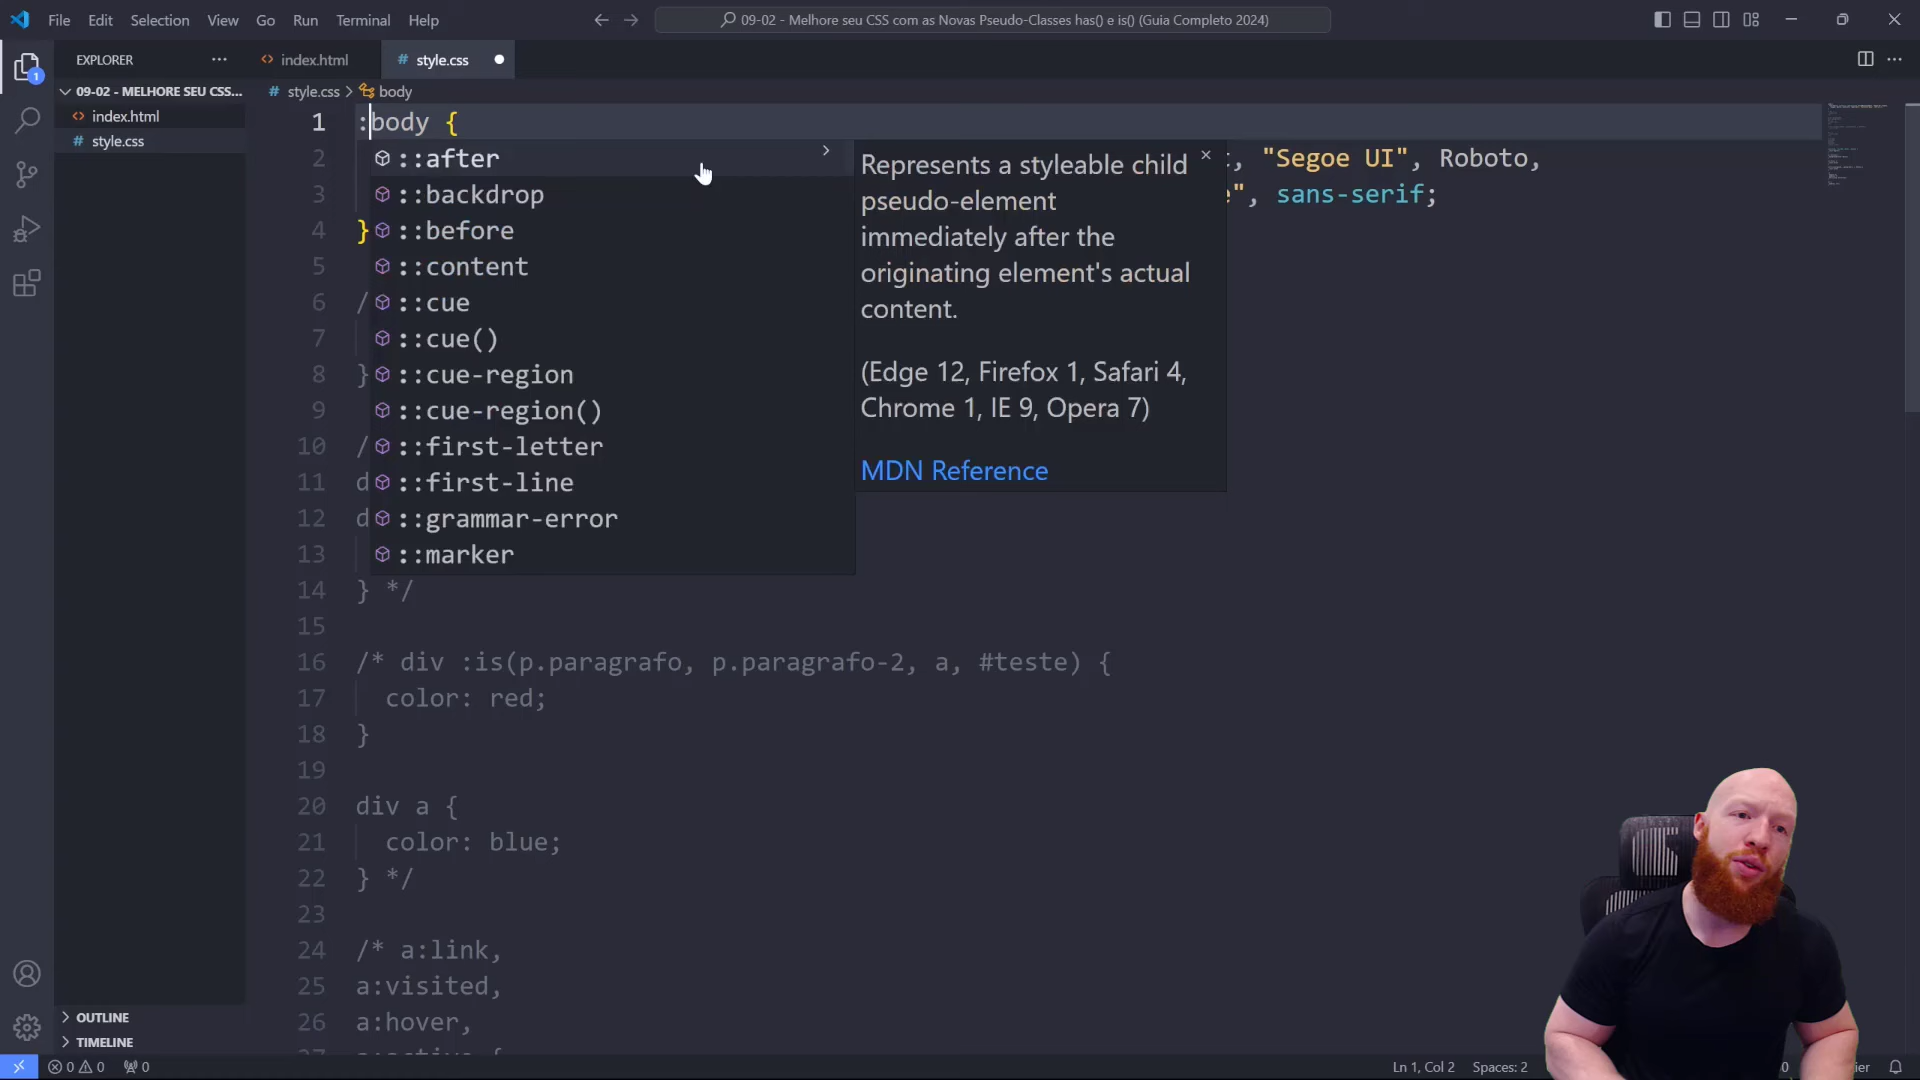 File Edit Selection View Go Run Terminal Help
09-02 - Melhore seu CSS com as Novas Pseudo-Classes has() e is() (Guia Completo 2024)
EXPLORER
index.html
# style.css
09-02 - MELHORE SEU CSS...
index.html
# style.css
# style.css > body
1
1 :body {
2 , "Segoe UI", Roboto,
3 ", sans-serif;
4 }
5
6 /
7
8 }
9
10 /
11 d
12 d
13
14 } */
15
16 /* div :is(p.paragrafo, p.paragrafo-2, a, #teste) {
17 color: red;
18 }
19
20 div a {
21 color: blue;
22 } */
23
24 /* a:link,
25 a:visited,
26 a:hover,
::after
::backdrop
::before
::content
::cue
::cue()
::cue-region
::cue-region()
::first-letter
::first-line
::grammar-error
::marker
Represents a styleable child
pseudo-element
immediately after the
originating element's actual
content.
(Edge 12, Firefox 1, Safari 4,
Chrome 1, IE 9, Opera 7)
MDN Reference
OUTLINE
TIMELINE
0 0 0
Ln 1, Col 2 Spaces: 2